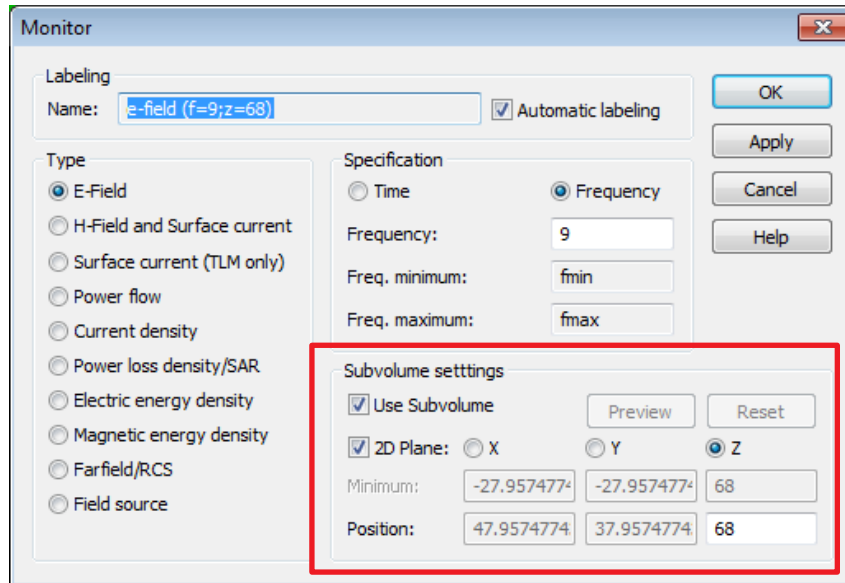 Monitor
Labeling
Name: e-field (f=9;z=68) Automatic labeling
OK
Apply
Cancel
Help
Type
E-Field
H-Field and Surface current
Surface current (TLM only)
Power flow
Current density
Power loss density/SAR
Electric energy density
Magnetic energy density
Farfield/RCS
Field source
Specification
Time Frequency
Frequency: 9
Freq. minimum: fmin
Freq. maximum: fmax
Subvolume setttings
Use Subvolume Preview Reset
2D Plane: X Y Z
Minimum: -27.9574774 -27.9574774 68
Position: 47.9574774 37.9574774 68